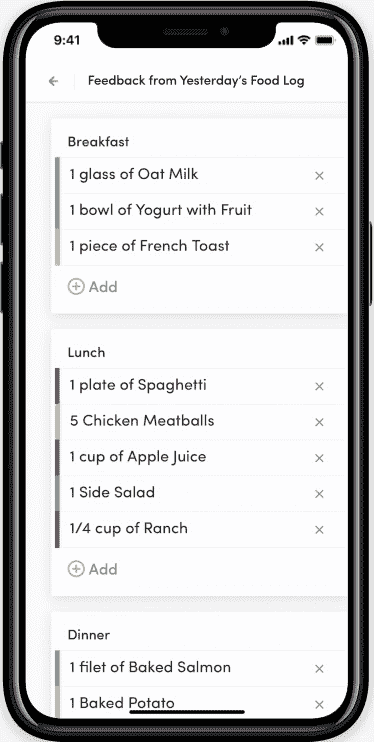 9:41
Feedback from Yesterday's Food Log
Breakfast
1 glass of Oat Milk
1 bowl of Yogurt with Fruit
1 piece of French Toast
Add
Lunch
1 plate of Spaghetti
5 Chicken Meatballs
1 cup of Apple Juice
1 Side Salad
1/4 cup of Ranch
Add
Dinner
1 filet of Baked Salmon
1 Baked Potato